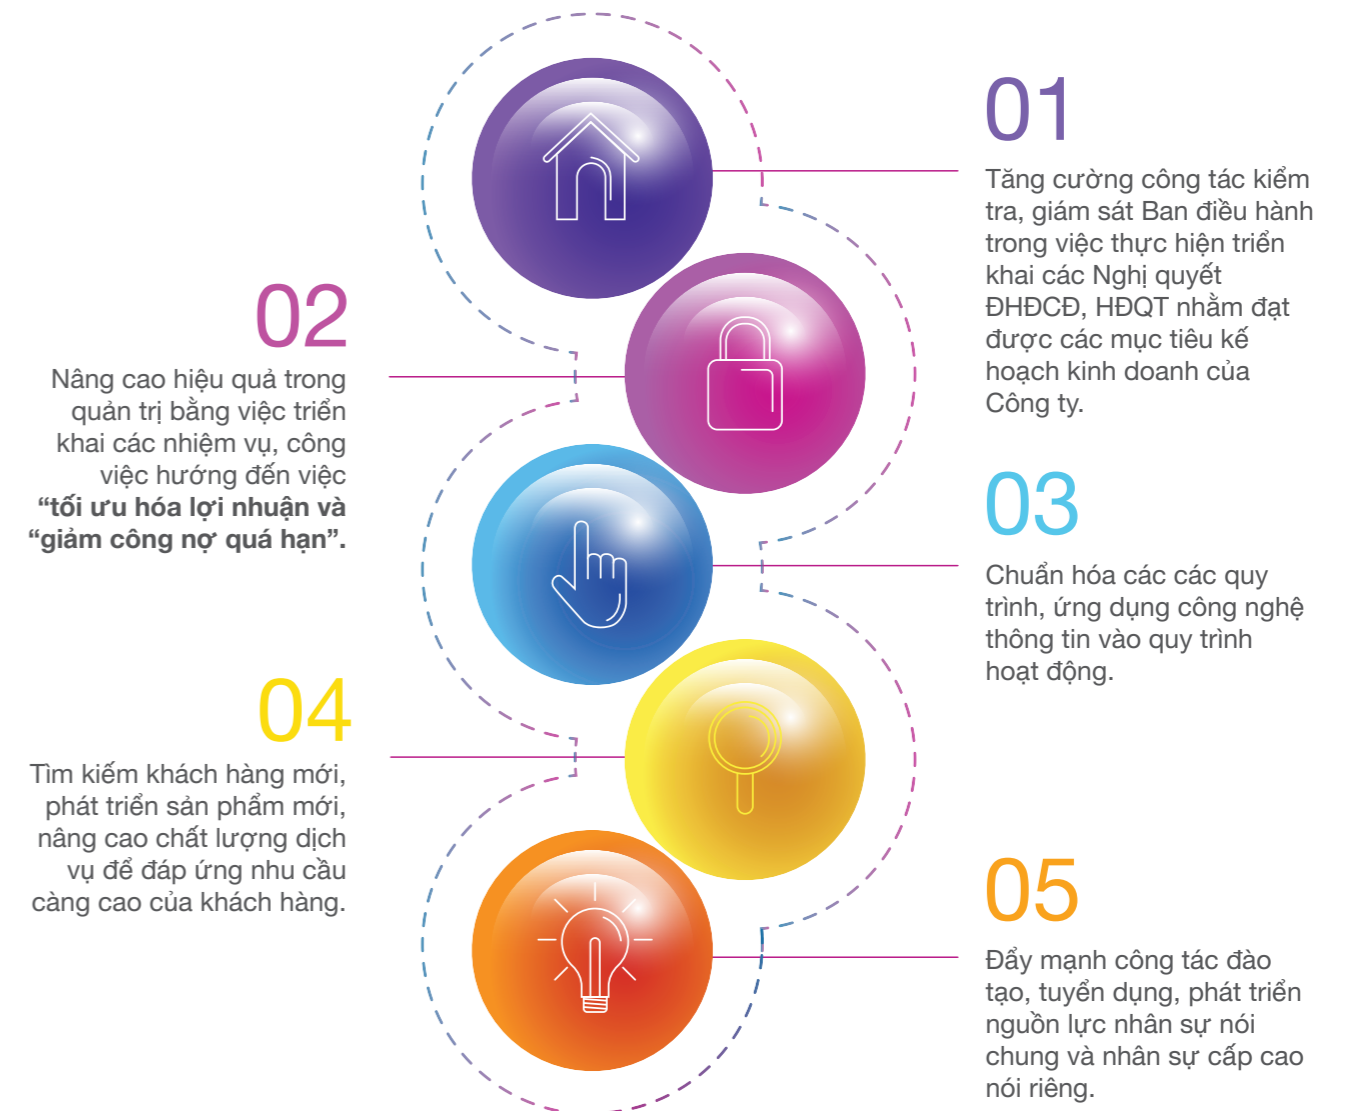 01
Tăng cường công tác kiểm
tra, giám sát Ban điều hành
trong việc thực hiện triển
khai các Nghị quyết
ĐHĐCĐ, HĐQT nhằm đạt
được các mục tiêu kế
hoạch kinh doanh của
Công ty.
02
Nâng cao hiệu quả trong
quản trị bằng việc triển
khai các nhiệm vụ, công
việc hướng đến việc
“tối ưu hóa lợi nhuận và
“giảm công nợ quá hạn”.
03
Chuẩn hóa các các quy
trình, ứng dụng công nghệ
thông tin vào quy trình
hoạt động.
04
Tìm kiếm khách hàng mới,
phát triển sản phẩm mới,
nâng cao chất lượng dịch
vụ để đáp ứng nhu cầu
càng cao của khách hàng.
05
Đẩy mạnh công tác đào
tạo, tuyển dụng, phát triển
nguồn lực nhân sự nói
chung và nhân sự cấp cao
nói riêng.